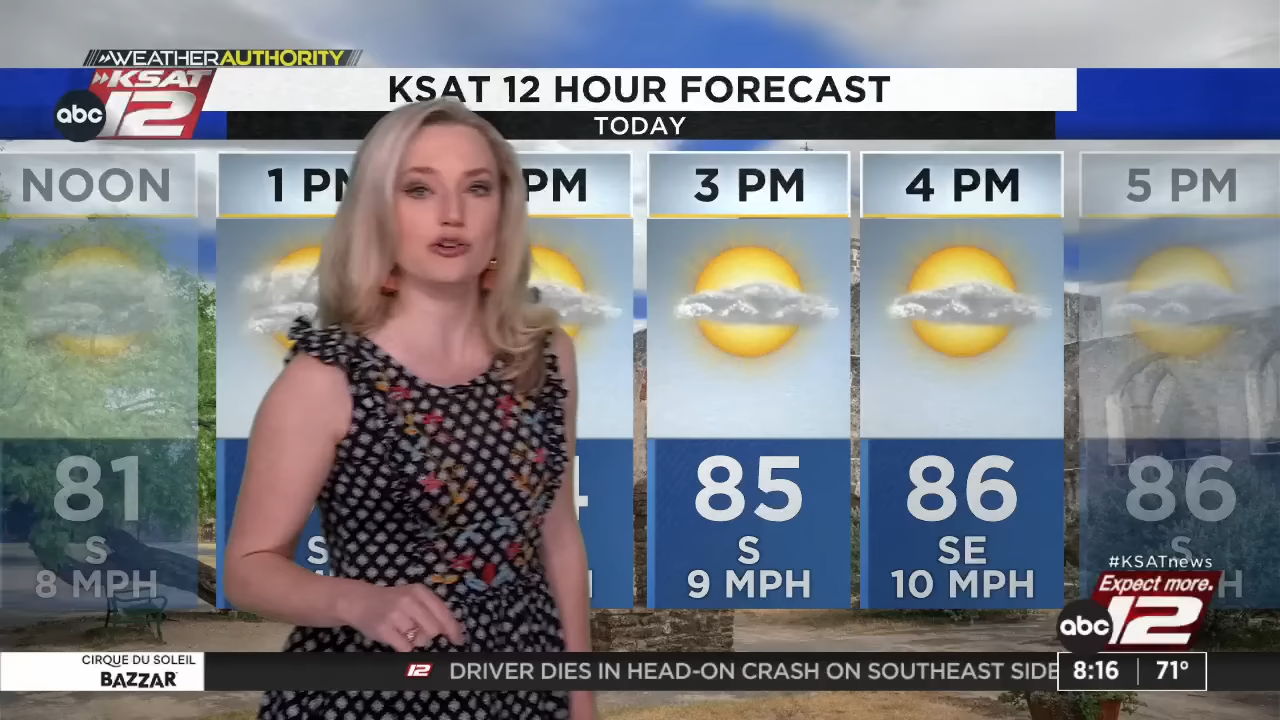 WEATHER AUTHORITY
KSAT
abc 12
KSAT 12 HOUR FORECAST
TODAY
NOON
1 PM
PM
3 PM
4 PM
5 PM
81
85
86
86
S
S
S
SE
S
8 MPH
9 MPH
10 MPH
H
#KSATnews
Expect more.
abc 12
CIRQUE DU SOLEIL
BAZZAR
12 DRIVER DIES IN HEAD-ON CRASH ON SOUTHEAST SIDE
8:16 71°